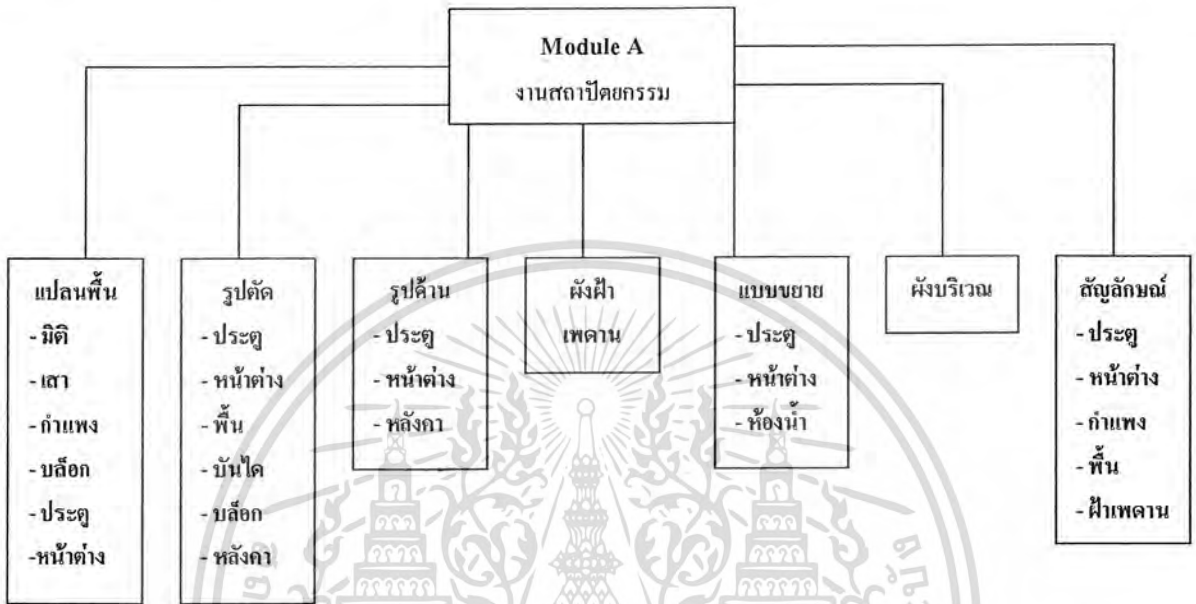 Module A
งานสถาปัตยกรรม
แปลนพื้น
- มิติ
- เสา
- กำแพง
- บล็อก
- ประตู
-หน้าต่าง
รูปตัด
- ประตู
- หน้าต่าง
- พื้น
- บันได
- บล็อก
- หลังคา
รูปด้าน
- ประตู
- หน้าต่าง
- หลังคา
ผังฝ้า
เพดาน
แบบขยาย
- ประตู
- หน้าต่าง
- ห้องน้ำ
ผังบริเวณ
สัญลักษณ์
- ประตู
- หน้าต่าง
- กำแพง
- พื้น
- ฝ้าเพดาน